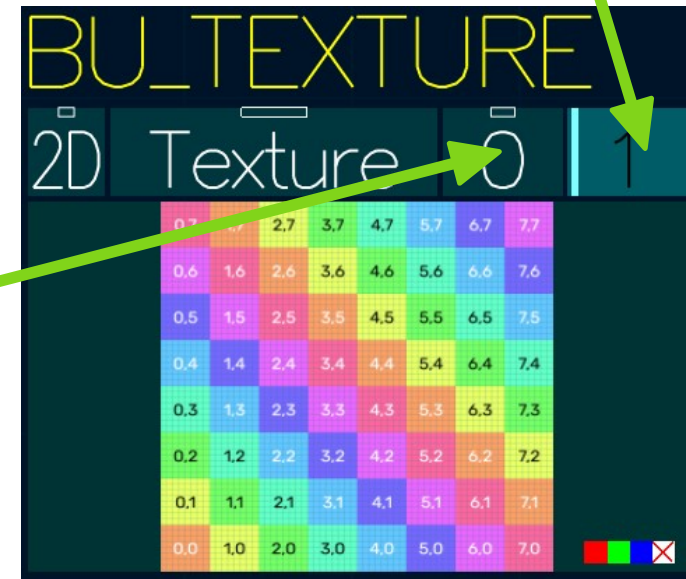 BU_TEXTURE
2D Texture 0 1
0,7 1,7 2,7 3,7 4,7 5,7 6,7 7,7
0,6 1,6 2,6 3,6 4,6 5,6 6,6 7,6
0,5 1,5 2,5 3,5 4,5 5,5 6,5 7,5
0,4 1,4 2,4 3,4 4,4 5,4 6,4 7,4
0,3 1,3 2,3 3,3 4,3 5,3 6,3 7,3
0,2 1,2 2,2 3,2 4,2 5,2 6,2 7,2
0,1 1,1 2,1 3,1 4,1 5,1 6,1 7,1
0,0 1,0 2,0 3,0 4,0 5,0 6,0 7,0